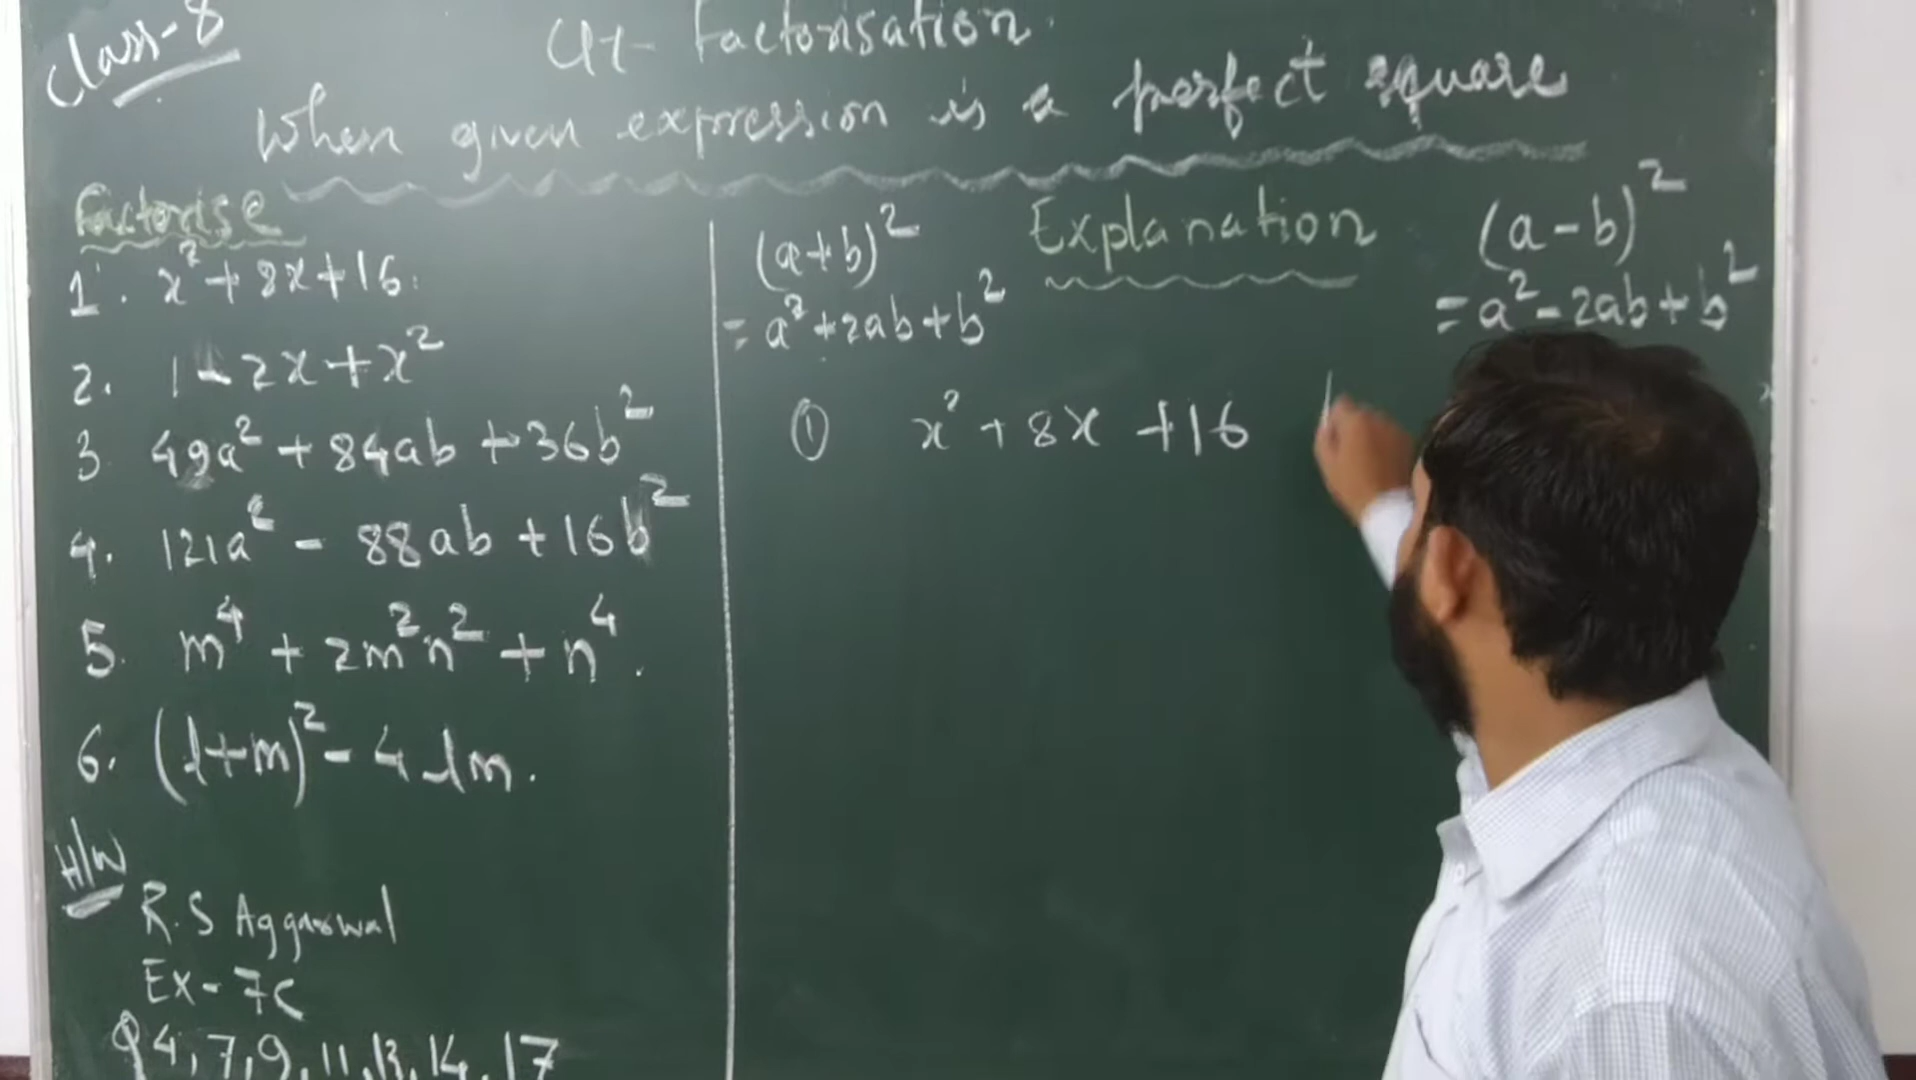 Class-8
Factorisation
When given expression is a perfect square
Factorise
1. x² + 8x + 16.
2. 1 - 2x + x²
3 49a² + 84ab + 36b²
4. 121a² - 88ab + 16b²
5. m⁴ + 2m²n² + n⁴.
6. (l+m)² - 4lm.
H/W
R.S Aggarwal
Ex - 7C
Q 4, 7, 9, 11, 13, 14, 17
Explanation
(a+b)²
= a² + 2ab + b²
(a-b)²
= a² - 2ab + b²
① x² + 8x + 16